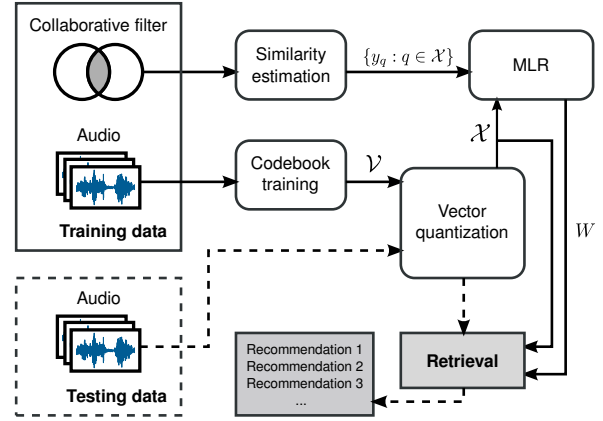 Collaborative filter
Similarity
estimation
{y_q : q ∈ 𝒳}
MLR
Audio
Training data
Codebook
training
𝒱
𝒳
Vector
quantization
W
Audio
Testing data
Recommendation 1
Recommendation 2
Recommendation 3
...
Retrieval